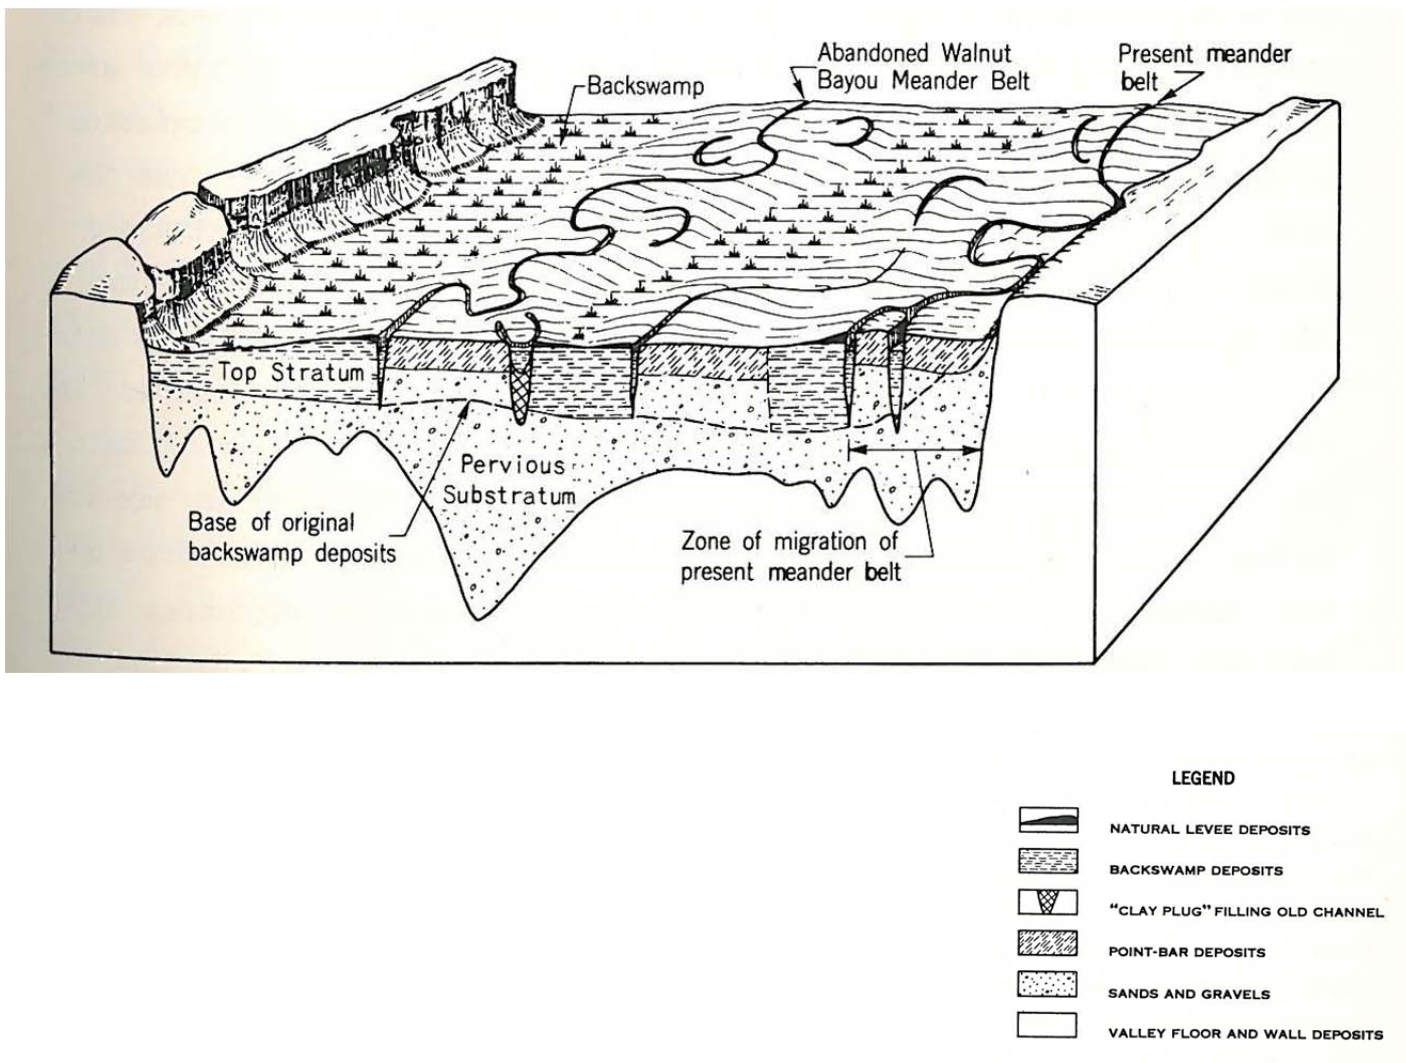 Abandoned Walnut
Bayou Meander Belt
Present meander
belt
Backswamp
Top Stratum
Pervious
Substratum
Base of original
backswamp deposits
Zone of migration of
present meander belt
LEGEND
NATURAL LEVEE DEPOSITS
BACKSWAMP DEPOSITS
"CLAY PLUG" FILLING OLD CHANNEL
POINT-BAR DEPOSITS
SANDS AND GRAVELS
VALLEY FLOOR AND WALL DEPOSITS